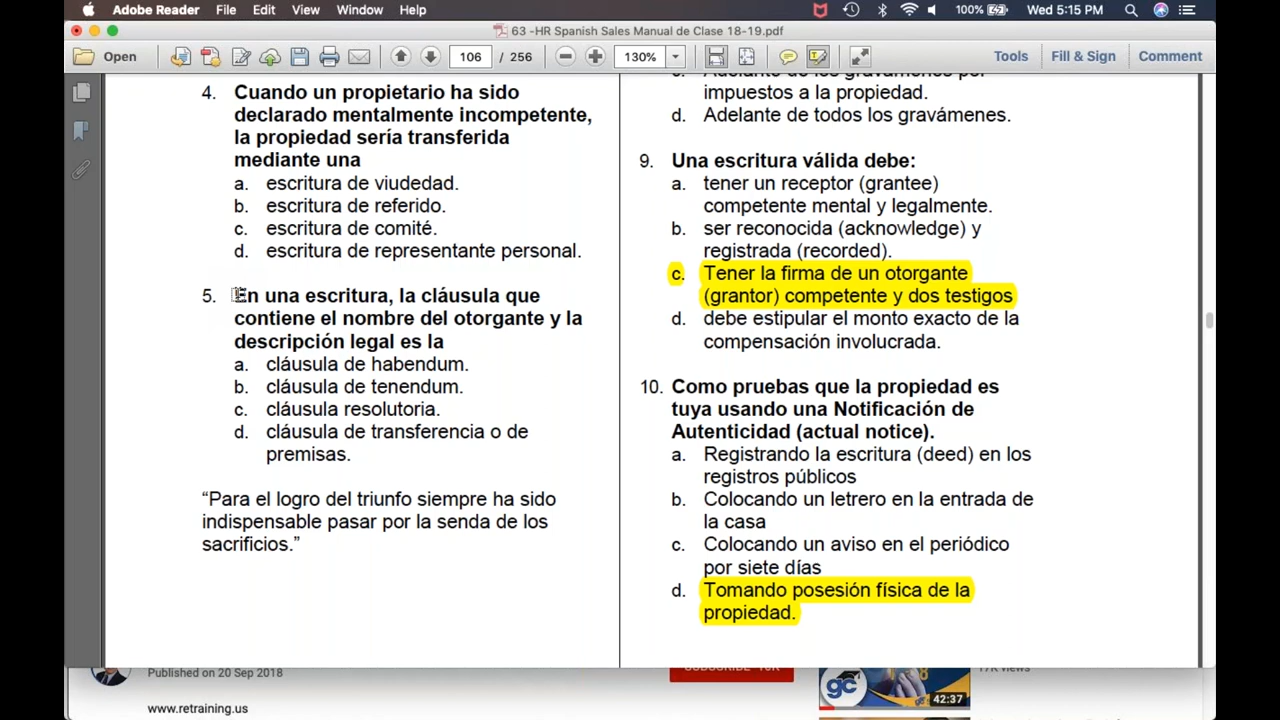 Adobe Reader File Edit View Window Help 100% Wed 5:15 PM
63 -HR Spanish Sales Manual de Clase 18-19.pdf
Open 106 / 256 130% Tools Fill & Sign Comment
4. Cuando un propietario ha sido
declarado mentalmente incompetente,
la propiedad sería transferida
mediante una
a. escritura de viudedad.
b. escritura de referido.
c. escritura de comité.
d. escritura de representante personal.
5. En una escritura, la cláusula que
contiene el nombre del otorgante y la
descripción legal es la
a. cláusula de habendum.
b. cláusula de tenendum.
c. cláusula resolutoria.
d. cláusula de transferencia o de
premisas.
“Para el logro del triunfo siempre ha sido
indispensable pasar por la senda de los
sacrificios.”
c. Adelante de los gravámenes por
impuestos a la propiedad.
d. Adelante de todos los gravámenes.
9. Una escritura válida debe:
a. tener un receptor (grantee)
competente mental y legalmente.
b. ser reconocida (acknowledge) y
registrada (recorded).
c. Tener la firma de un otorgante
(grantor) competente y dos testigos
d. debe estipular el monto exacto de la
compensación involucrada.
10. Como pruebas que la propiedad es
tuya usando una Notificación de
Autenticidad (actual notice).
a. Registrando la escritura (deed) en los
registros públicos
b. Colocando un letrero en la entrada de
la casa
c. Colocando un aviso en el periódico
por siete días
d. Tomando posesión física de la
propiedad.
Published on 20 Sep 2018
www.retraining.us
gc
42:37